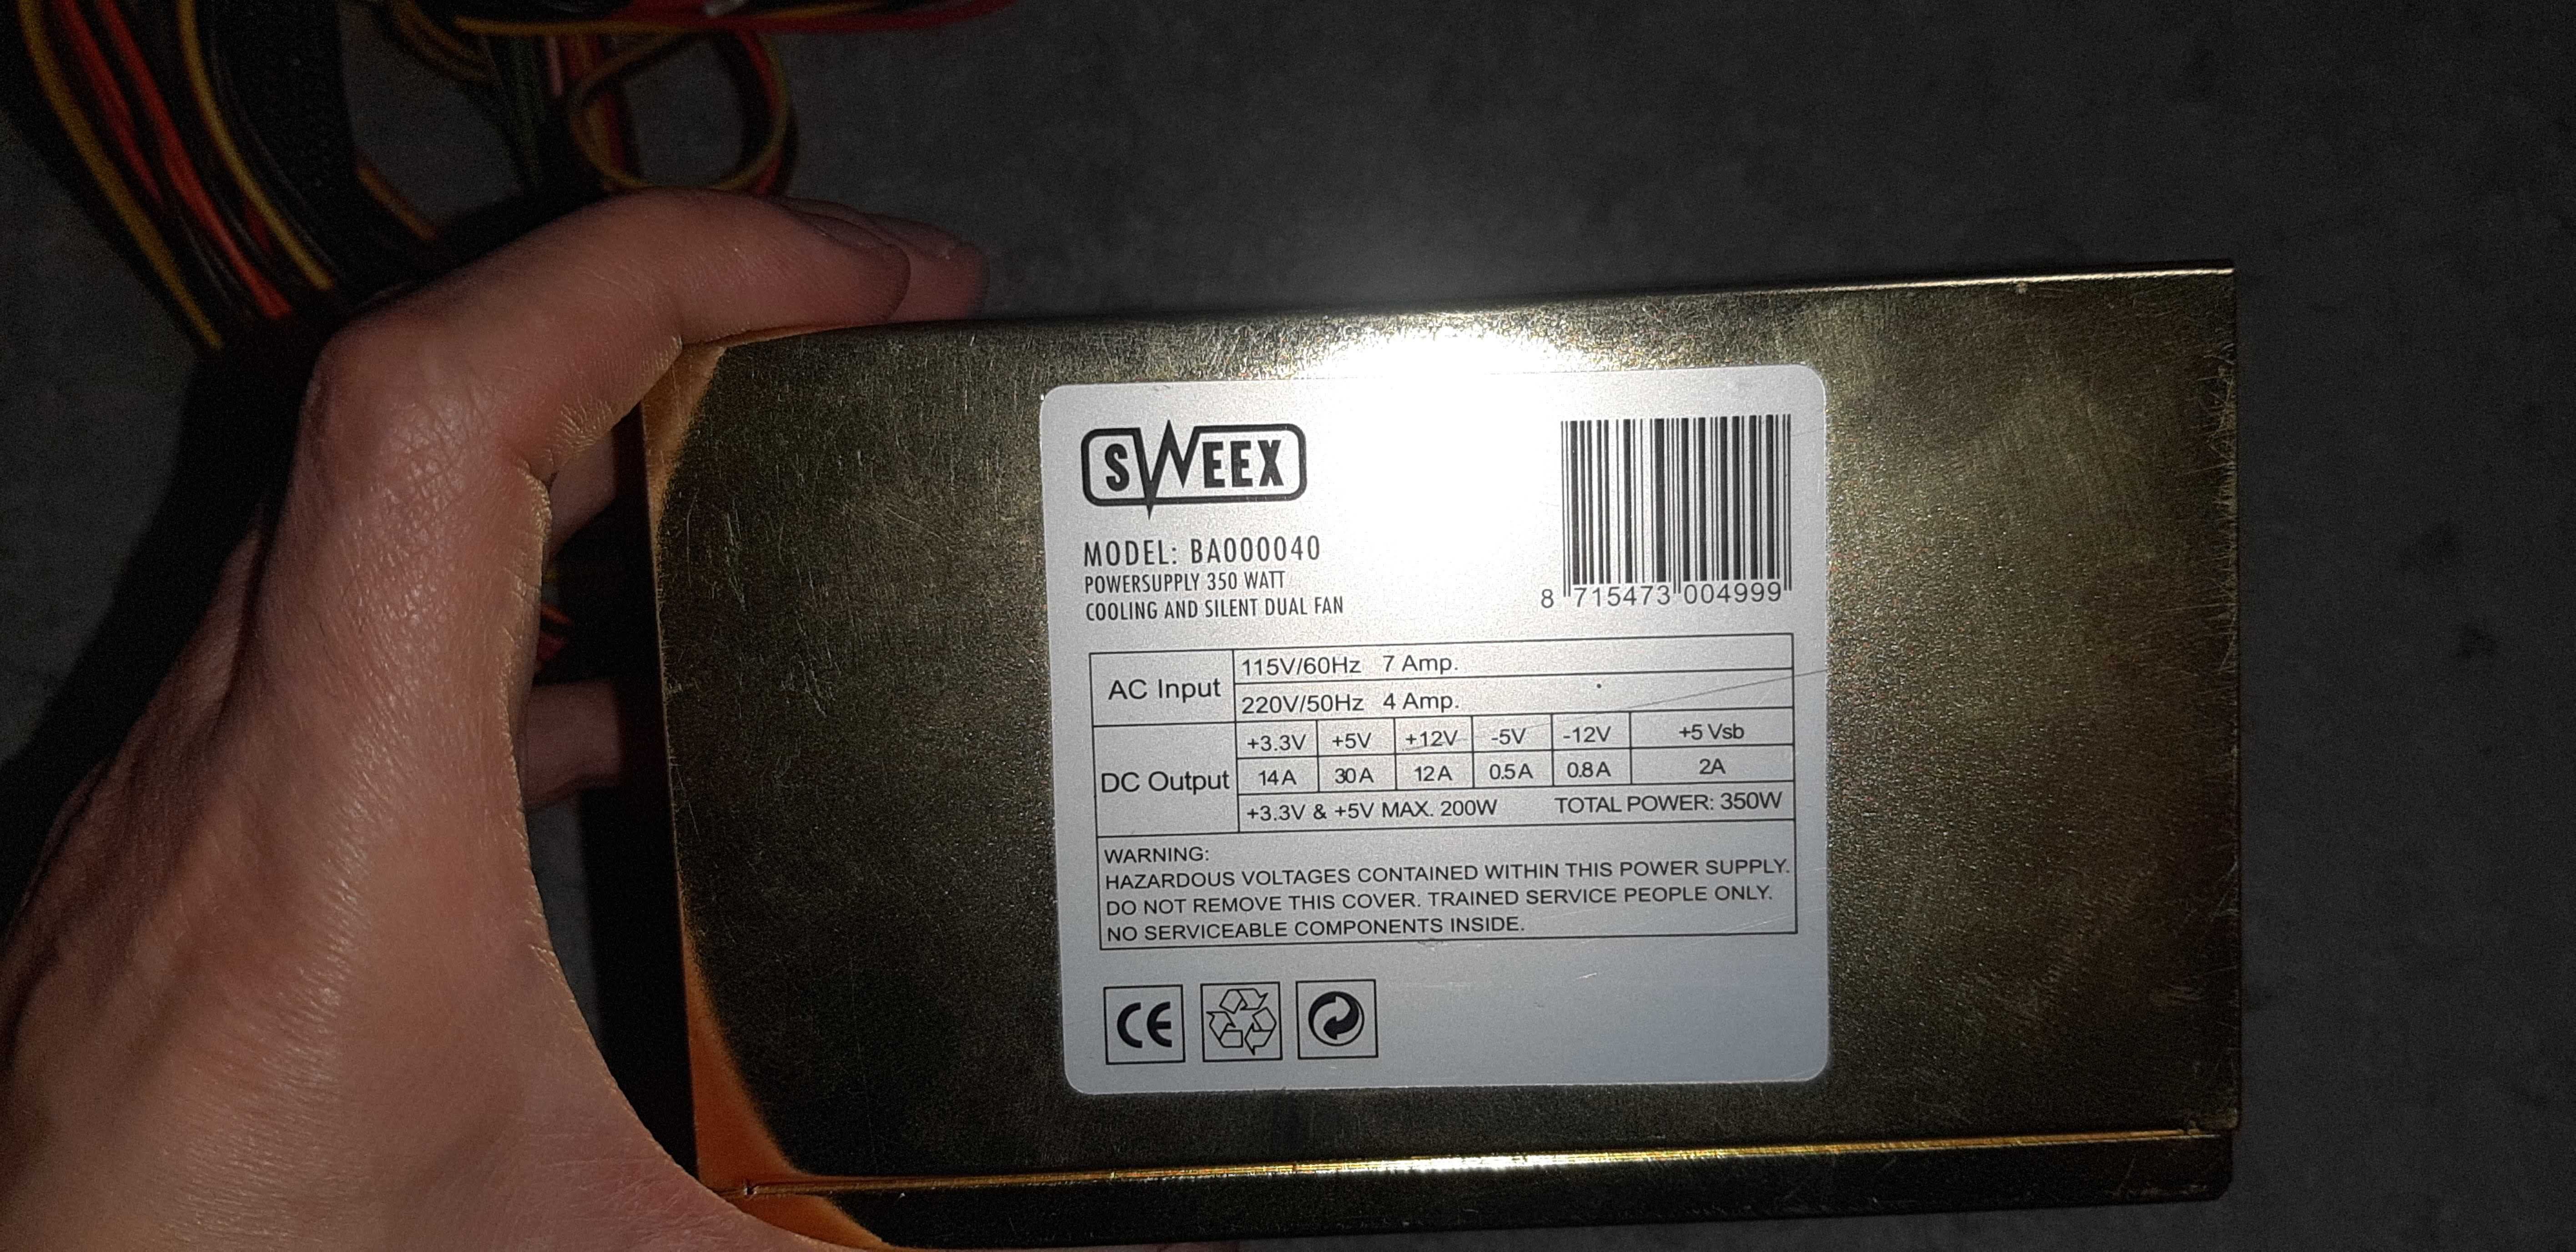 SWEEX
MODEL: BA000040
POWERSUPPLY 350 WATT
COOLING AND SILENT DUAL FAN
8 715473 004999
AC Input
115V/60Hz 7 Amp.
220V/50Hz 4 Amp.
DC Output
+3.3V +5V +12V -5V -12V +5 Vsb
14A 30A 12A 0.5A 0.8A 2A
+3.3V & +5V MAX. 200W TOTAL POWER: 350W
WARNING:
HAZARDOUS VOLTAGES CONTAINED WITHIN THIS POWER SUPPLY.
DO NOT REMOVE THIS COVER. TRAINED SERVICE PEOPLE ONLY.
NO SERVICEABLE COMPONENTS INSIDE.
CE